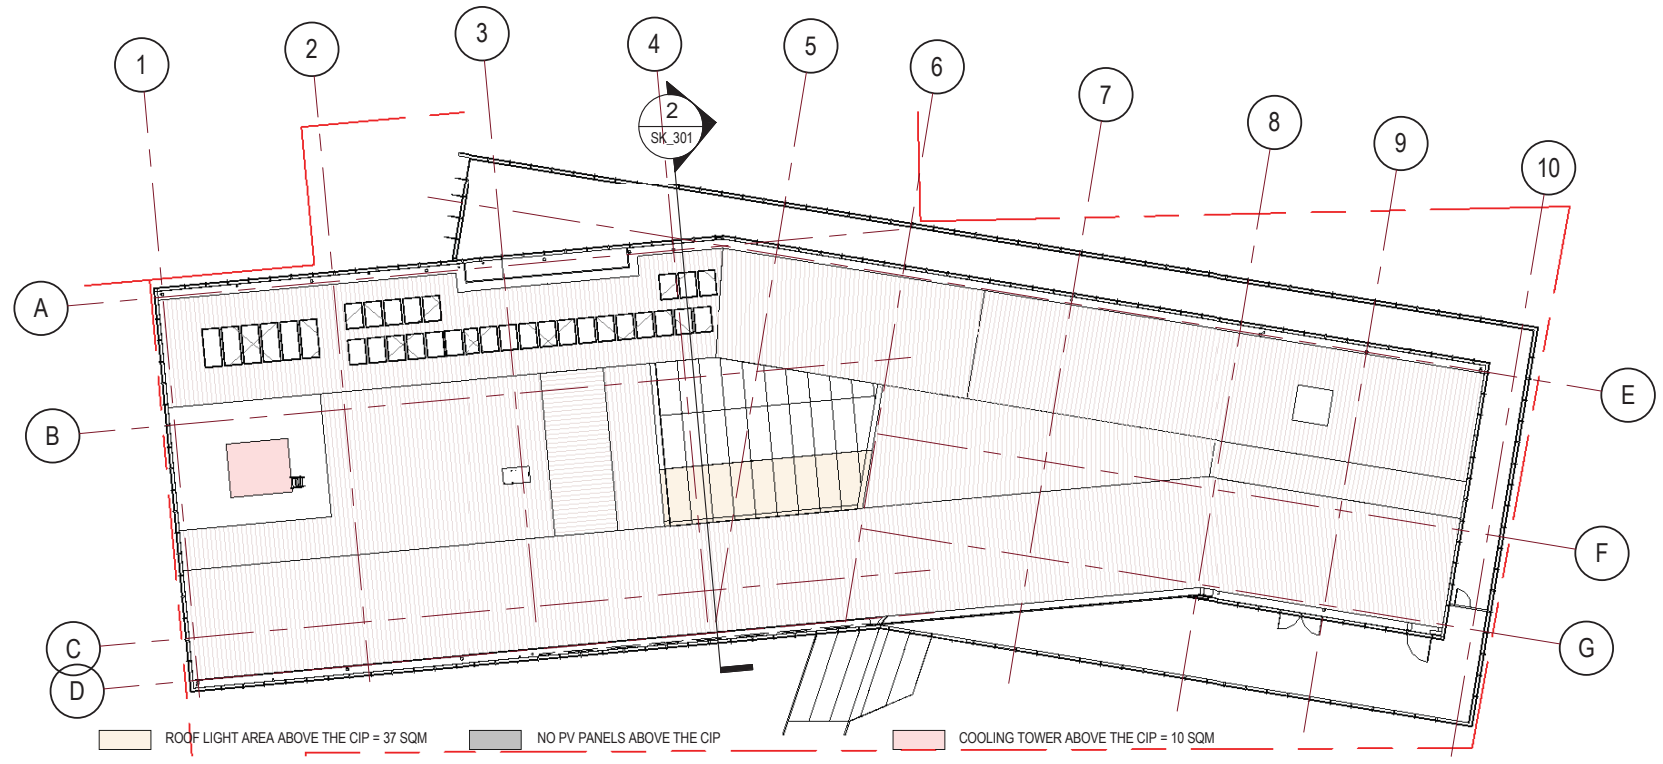 1
2
3
4
5
6
7
8
9
10
2
SK_301
A
B
C
D
E
F
G
ROOF LIGHT AREA ABOVE THE CIP = 37 SQM
NO PV PANELS ABOVE THE CIP
COOLING TOWER ABOVE THE CIP = 10 SQM